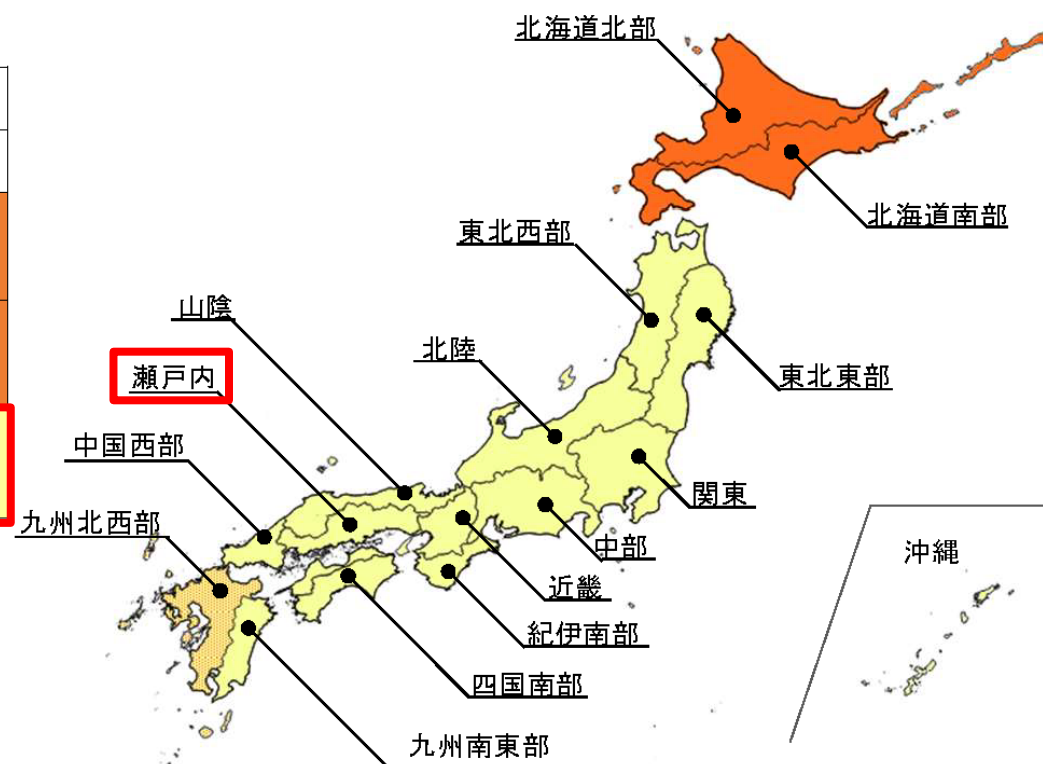 北海道北部
北海道南部
東北西部
山陰
北陸
瀬戸内
東北東部
中国西部
関東
九州北西部
中部
沖縄
近畿
紀伊南部
四国南部
九州南東部